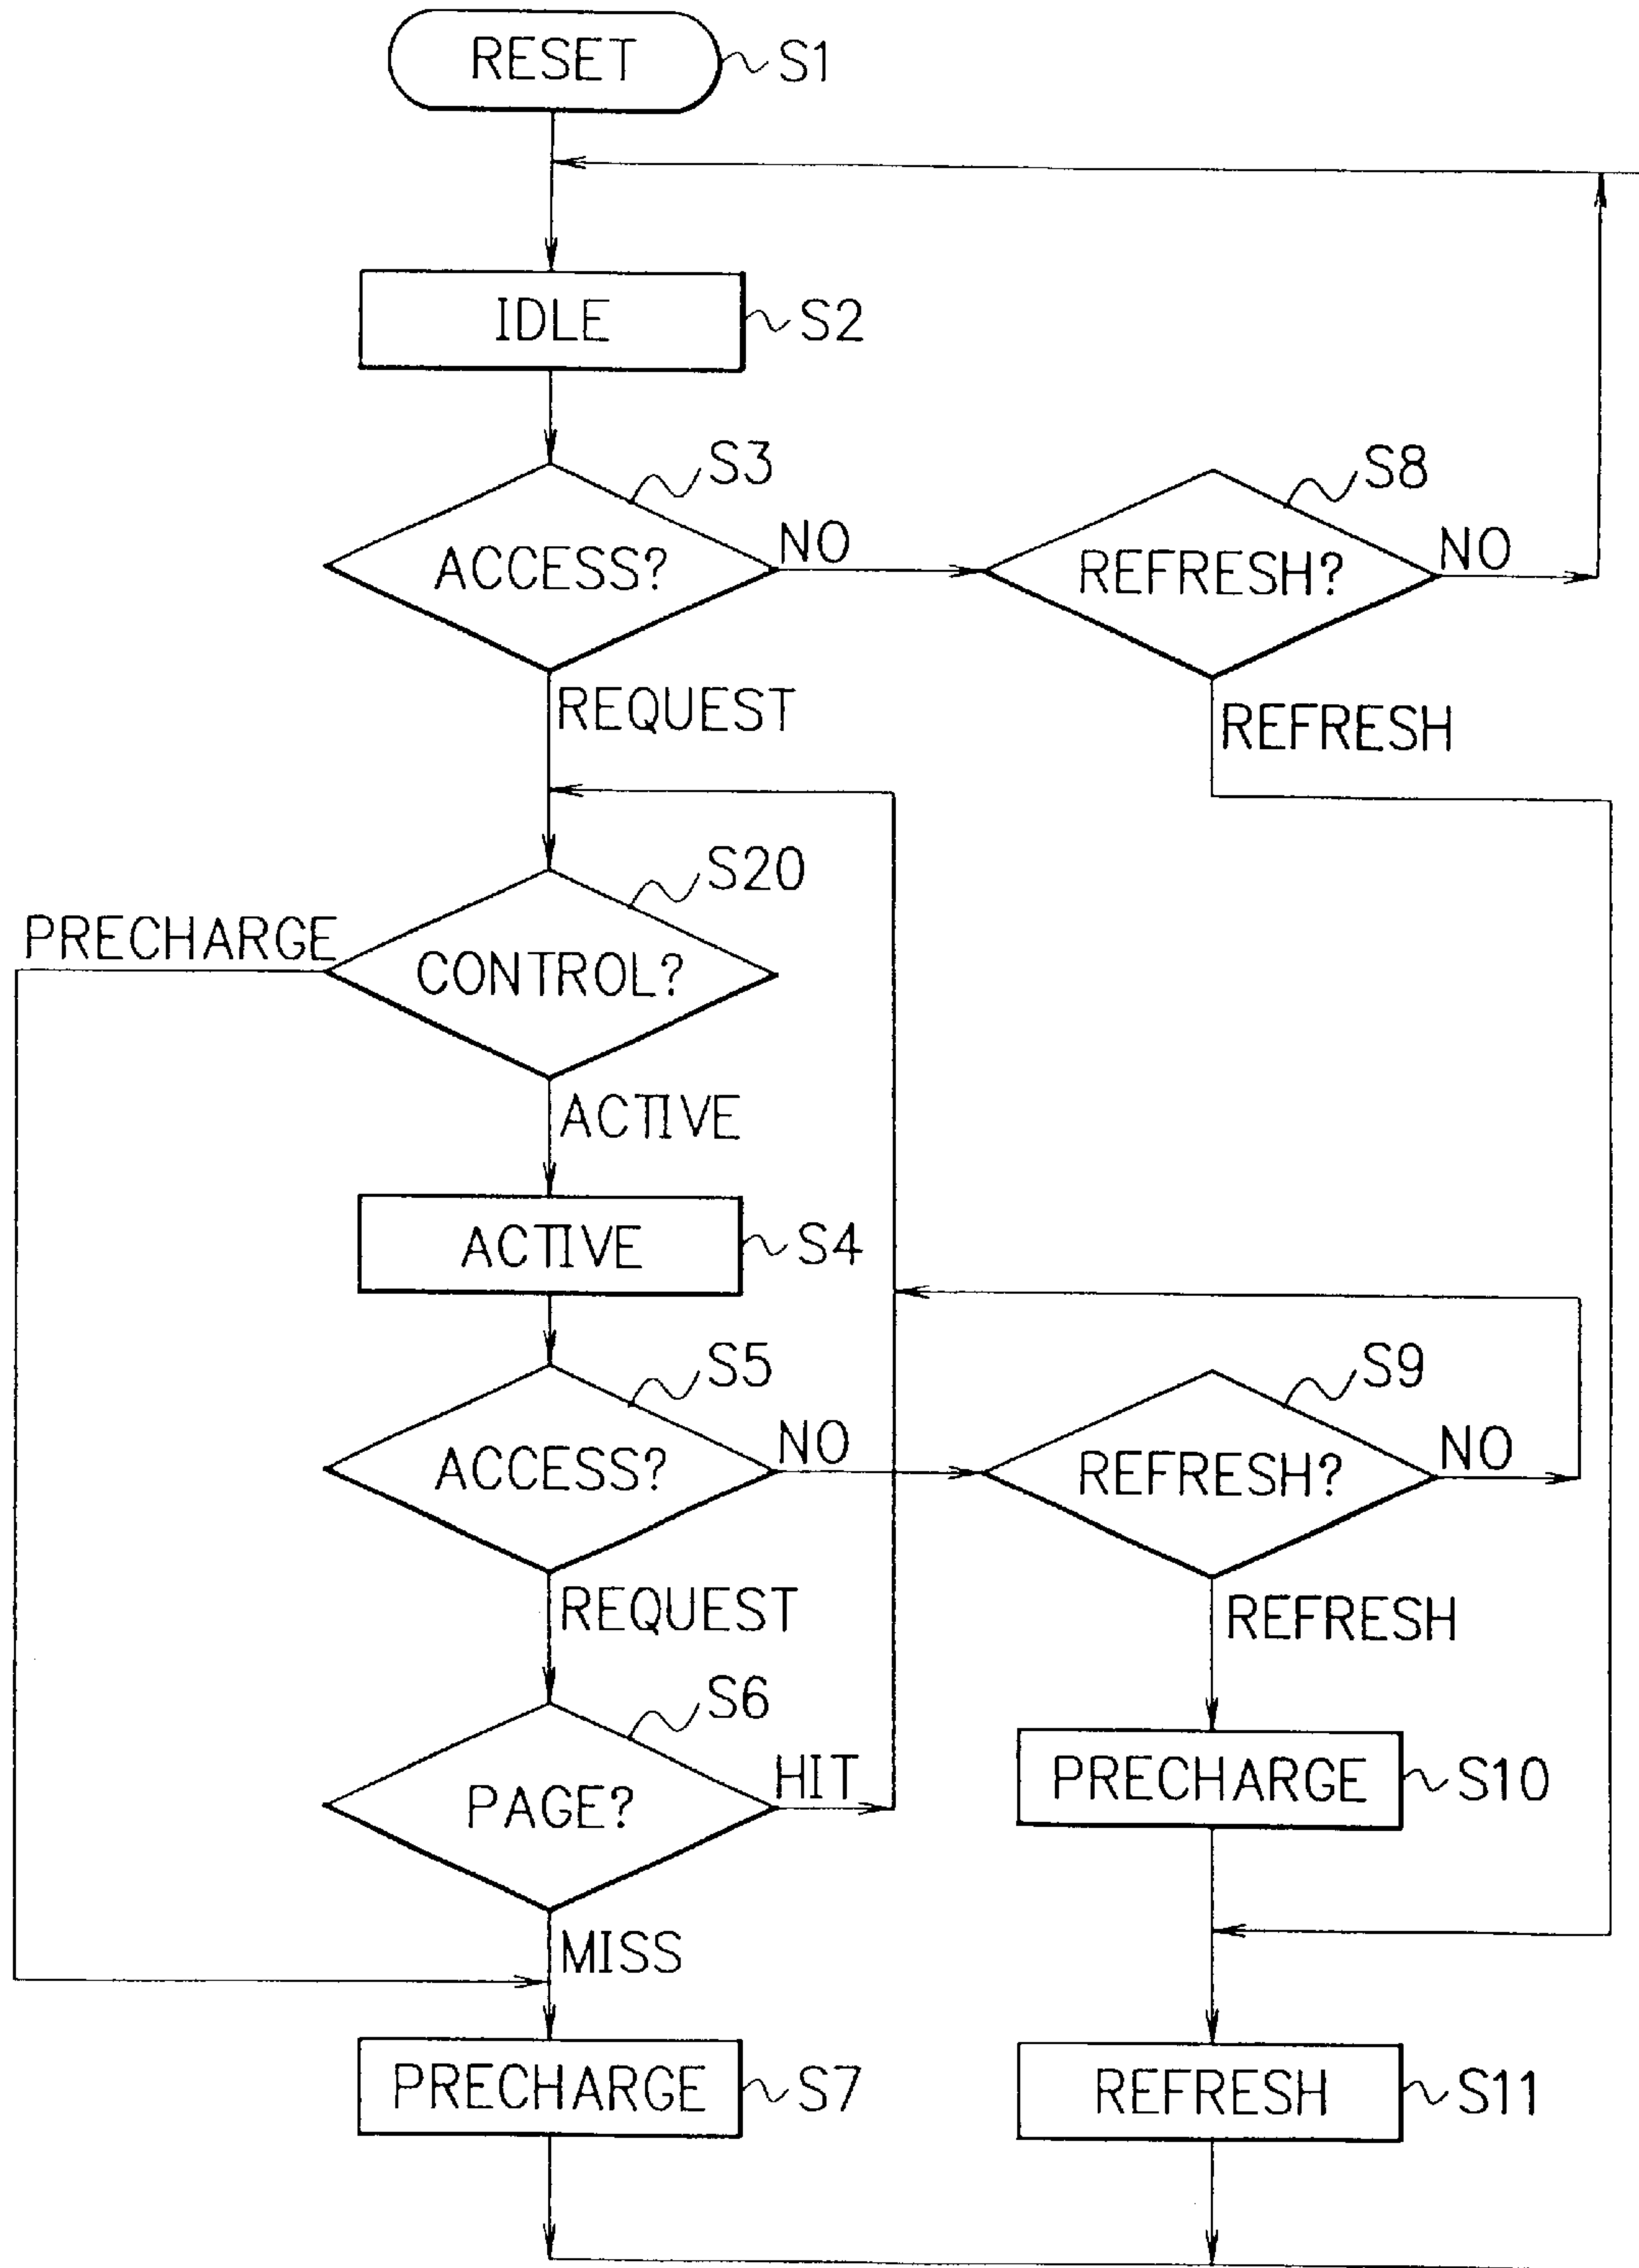 RESET S1
IDLE S2
S3
S8
ACCESS?
NO
REFRESH?
NO
REQUEST
REFRESH
S20
PRECHARGE
CONTROL?
ACTIVE
ACTIVE S4
S5
S9
ACCESS?
NO
REFRESH?
NO
REQUEST
REFRESH
S6
PAGE?
HIT
PRECHARGE S10
MISS
PRECHARGE S7
REFRESH S11